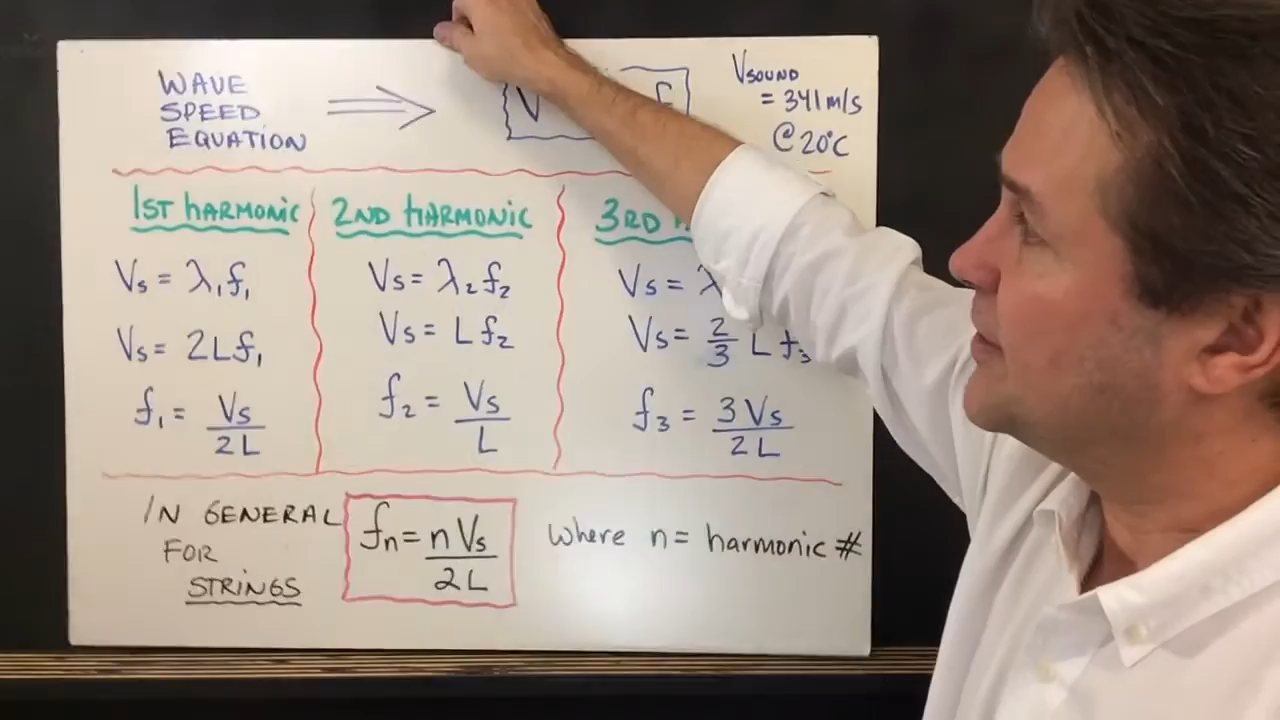 WAVE
SPEED
EQUATION
V f
VSOUND
= 341 m/s
@ 20°C
1ST HARMONIC
Vs = λ₁f₁
Vs = 2Lf₁
f₁ = Vs/2L
2ND HARMONIC
Vs = λ₂f₂
Vs = Lf₂
f₂ = Vs/L
3RD
Vs = λ
Vs = 2/3 L f₃
f₃ = 3Vs/2L
IN GENERAL
FOR
STRINGS
fn = nVs/2L
where n = harmonic #